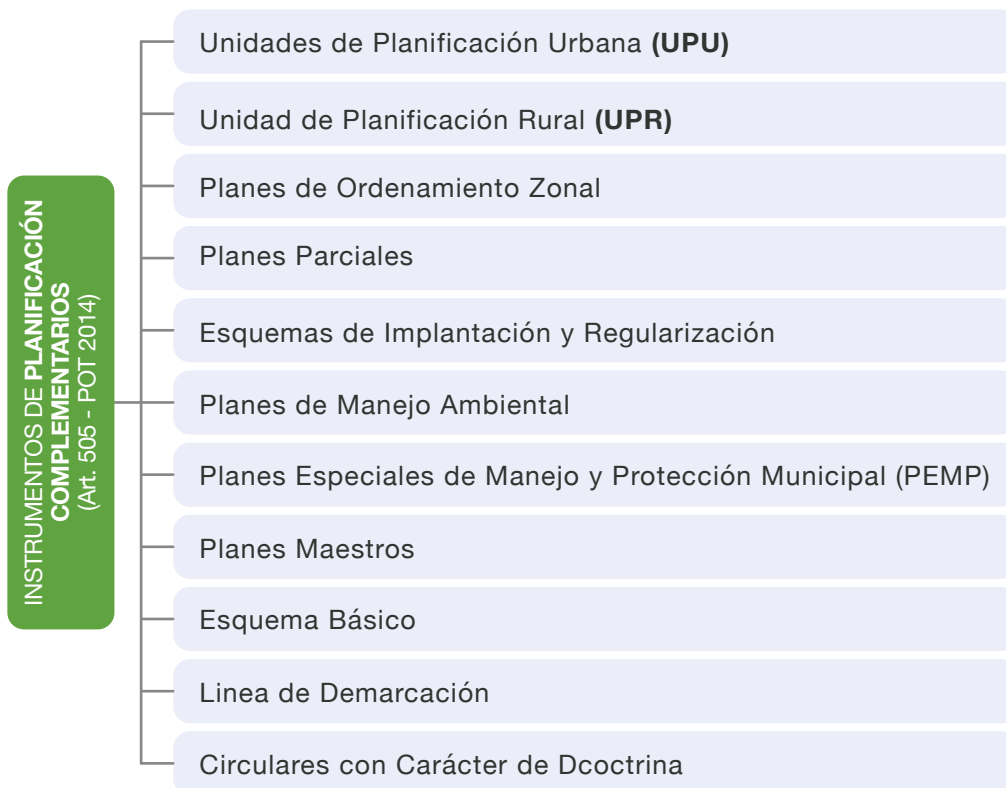 INSTRUMENTOS DE PLANIFICACIÓN
COMPLEMENTARIOS
(Art. 505 - POT 2014)
Unidades de Planificación Urbana (UPU)
Unidad de Planificación Rural (UPR)
Planes de Ordenamiento Zonal
Planes Parciales
Esquemas de Implantación y Regularización
Planes de Manejo Ambiental
Planes Especiales de Manejo y Protección Municipal (PEMP)
Planes Maestros
Esquema Básico
Linea de Demarcación
Circulares con Carácter de Dcoctrina